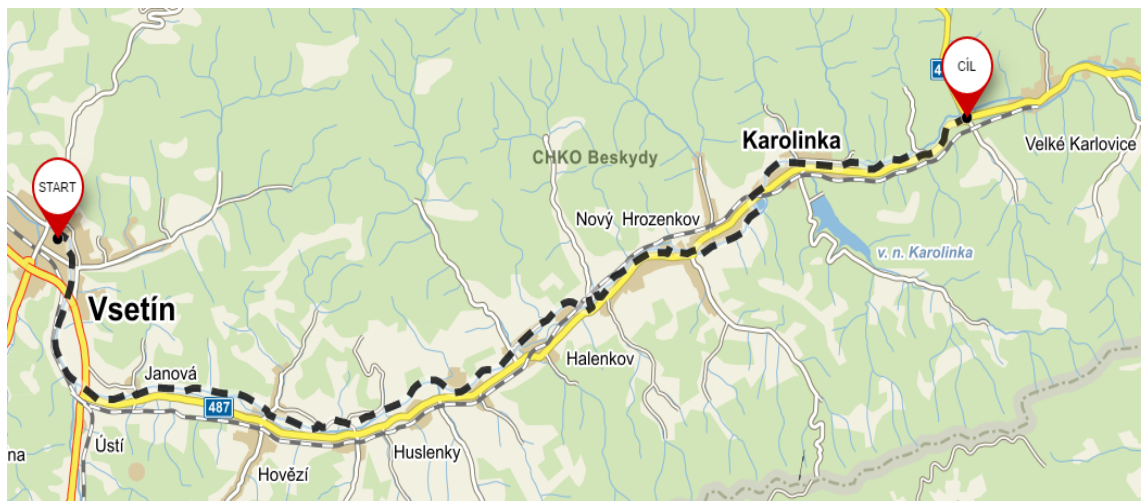 CÍL
Karolinka
Velké Karlovice
CHKO Beskydy
START
Nový Hrozenkov
v. n. Karolinka
Vsetín
Halenkov
Janová
487
Ústí
Huslenky
Hovězí
na